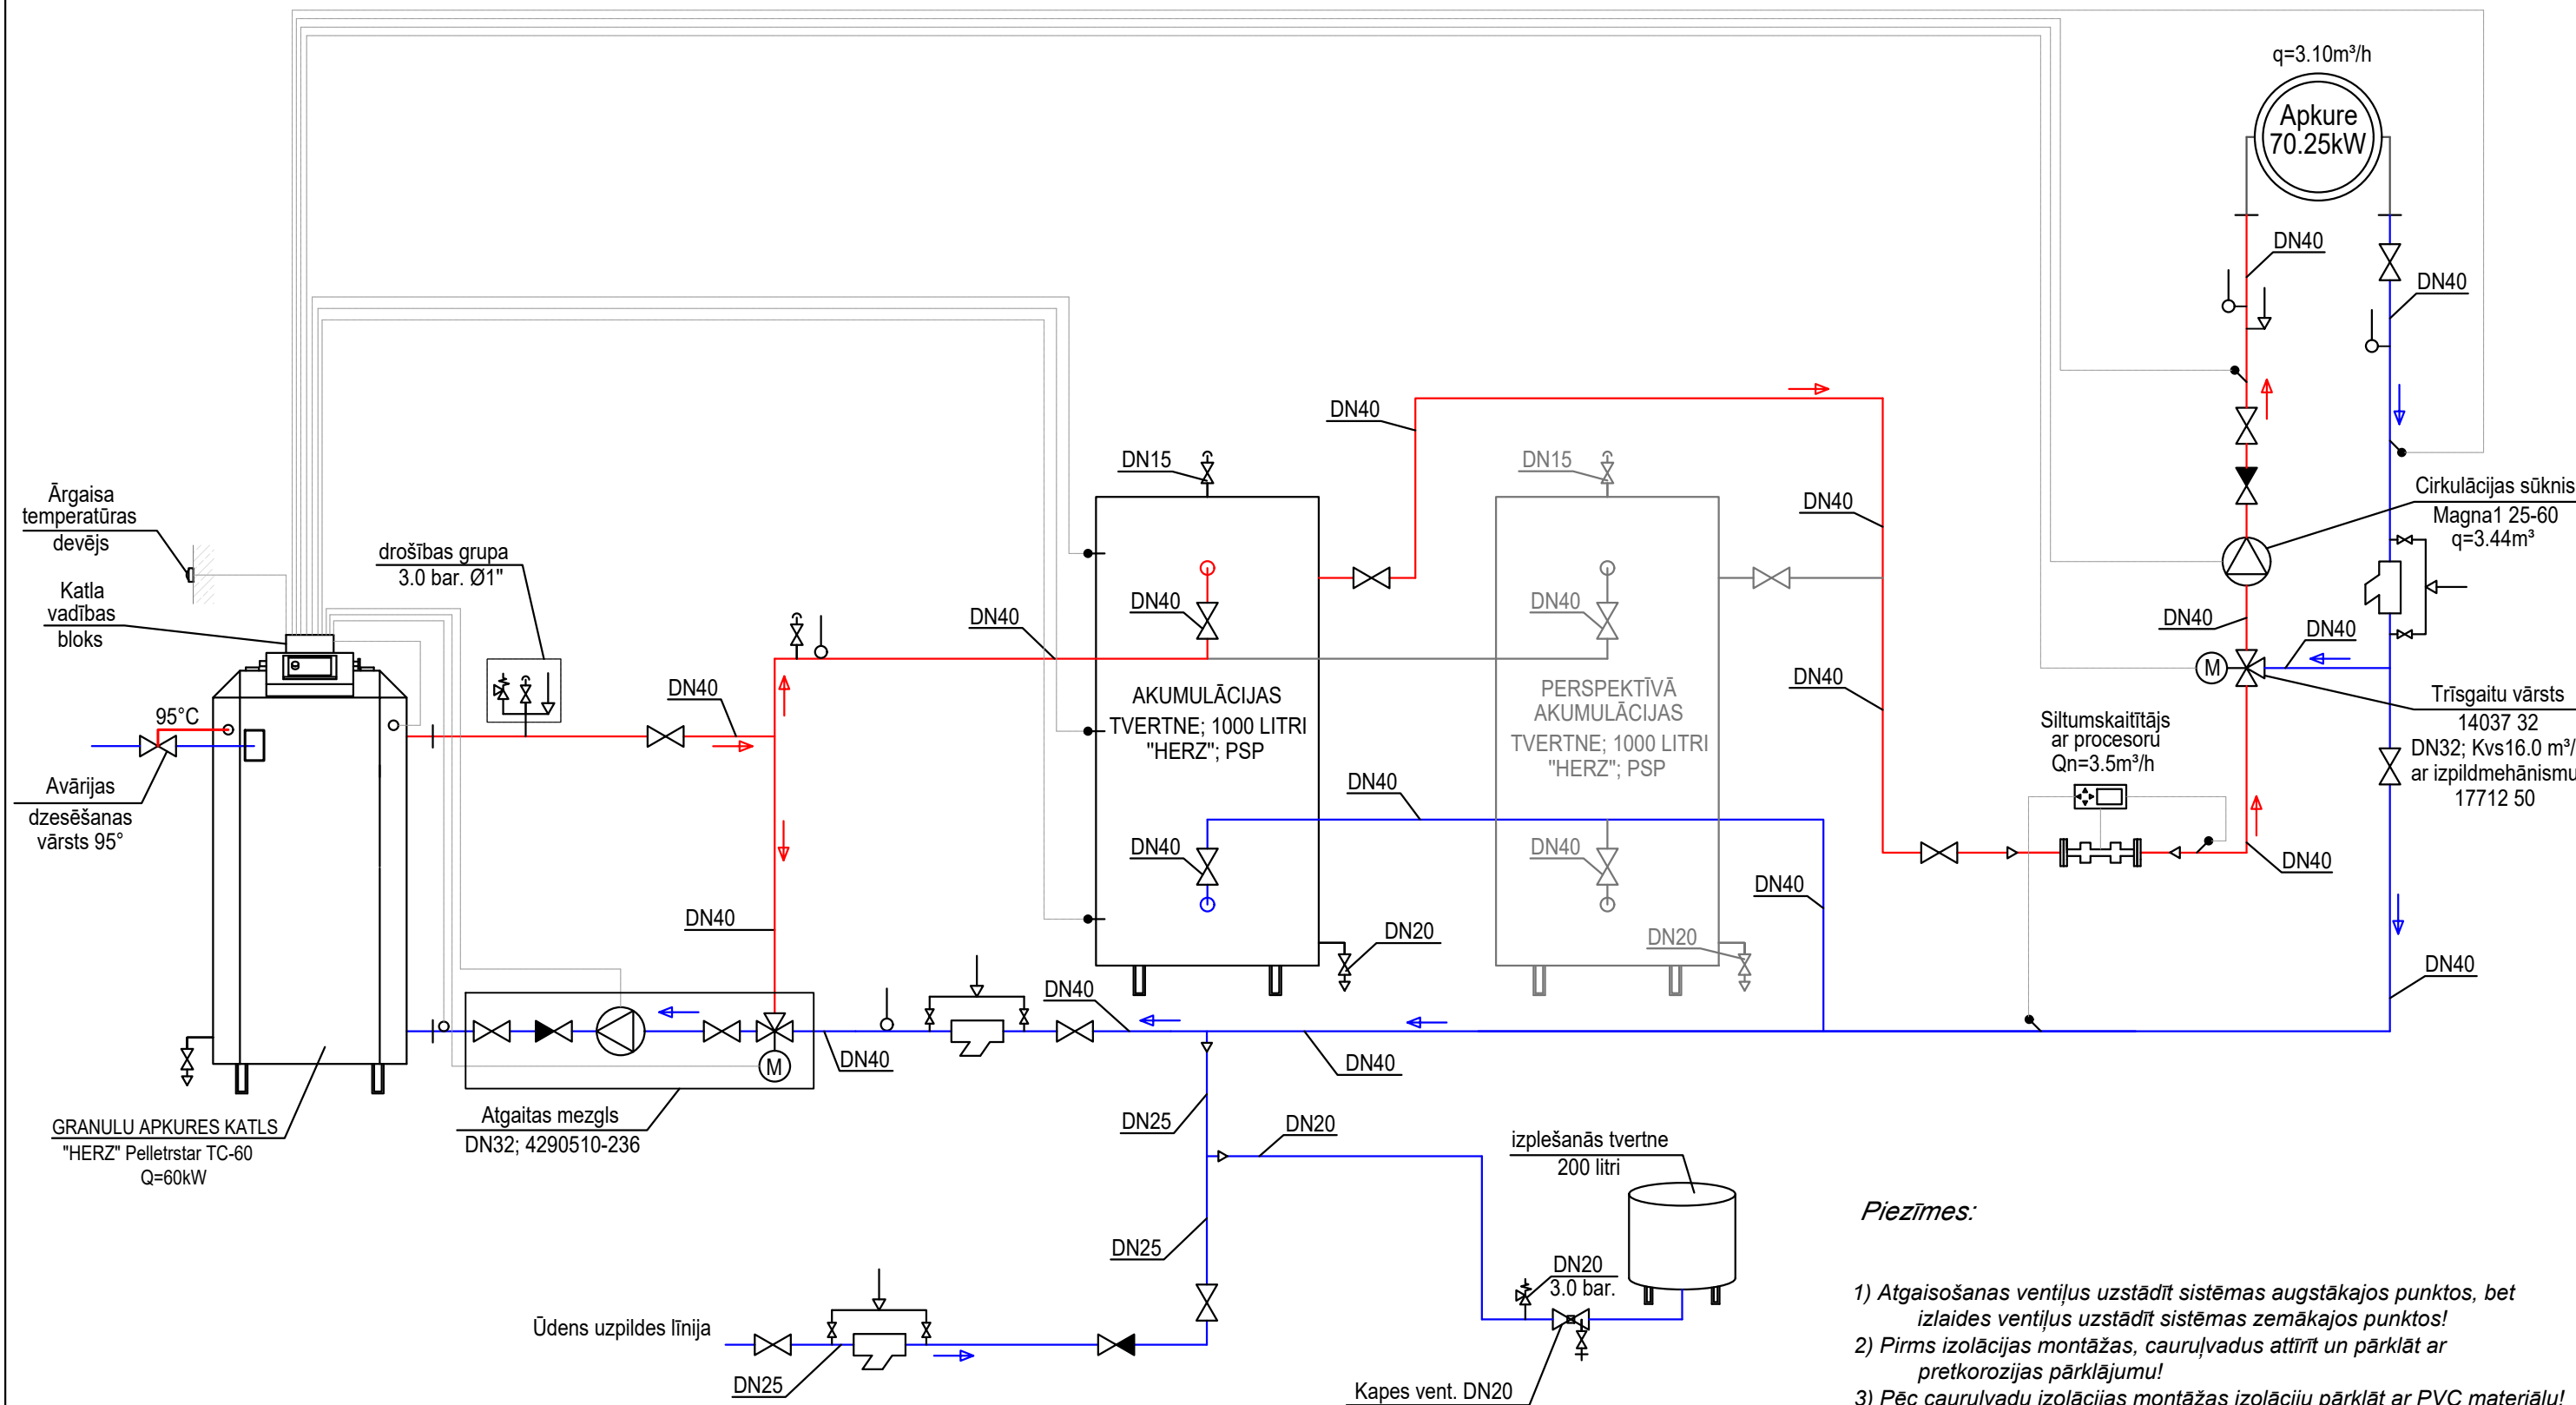 q=3.10m³/h
Apkure
70.25kW
DN40
DN40
DN40
DN15
DN15
DN40
Cirkulācijas sūknis
Magna1 25-60
q=3.44m³
Ārgaisa
temperatūras
devējs
drošības grupa
3.0 bar. Ø1"
Katla
vadības
bloks
DN40
DN40
DN40
DN40
DN40
95°C
DN40
AKUMULĀCIJAS
TVERTNE; 1000 LITRI
"HERZ"; PSP
PERSPEKTĪVĀ
AKUMULĀCIJAS
TVERTNE; 1000 LITRI
"HERZ"; PSP
DN40
M
Trīsgaitu vārsts
14037 32
DN32; Kvs16.0 m³/
ar izpildmehānismu
17712 50
Siltumskaitītājs
ar procesoru
Qn=3.5m³/h
Avārijas
dzesēšanas
vārsts 95°
DN40
DN40
DN40
DN40
DN40
DN40
DN20
DN20
DN40
DN40
DN40
DN40
M
DN40
GRANULU APKURES KATLS
"HERZ" Pelletrstar TC-60
Q=60kW
Atgaitas mezgls
DN32; 4290510-236
DN25
DN20
izplešanās tvertne
200 litri
DN25
DN20
3.0 bar.
Ūdens uzpildes līnija
DN25
Kapes vent. DN20
Piezīmes:
1) Atgaisošanas ventiļus uzstādīt sistēmas augstākajos punktos, bet
izlaides ventiļus uzstādīt sistēmas zemākajos punktos!
2) Pirms izolācijas montāžas, cauruļvadus attīrīt un pārklāt ar
pretkorozijas pārklājumu!
3) Pēc cauruļvadu izolācijas montāžas izolāciju pārklāt ar PVC materiālu!